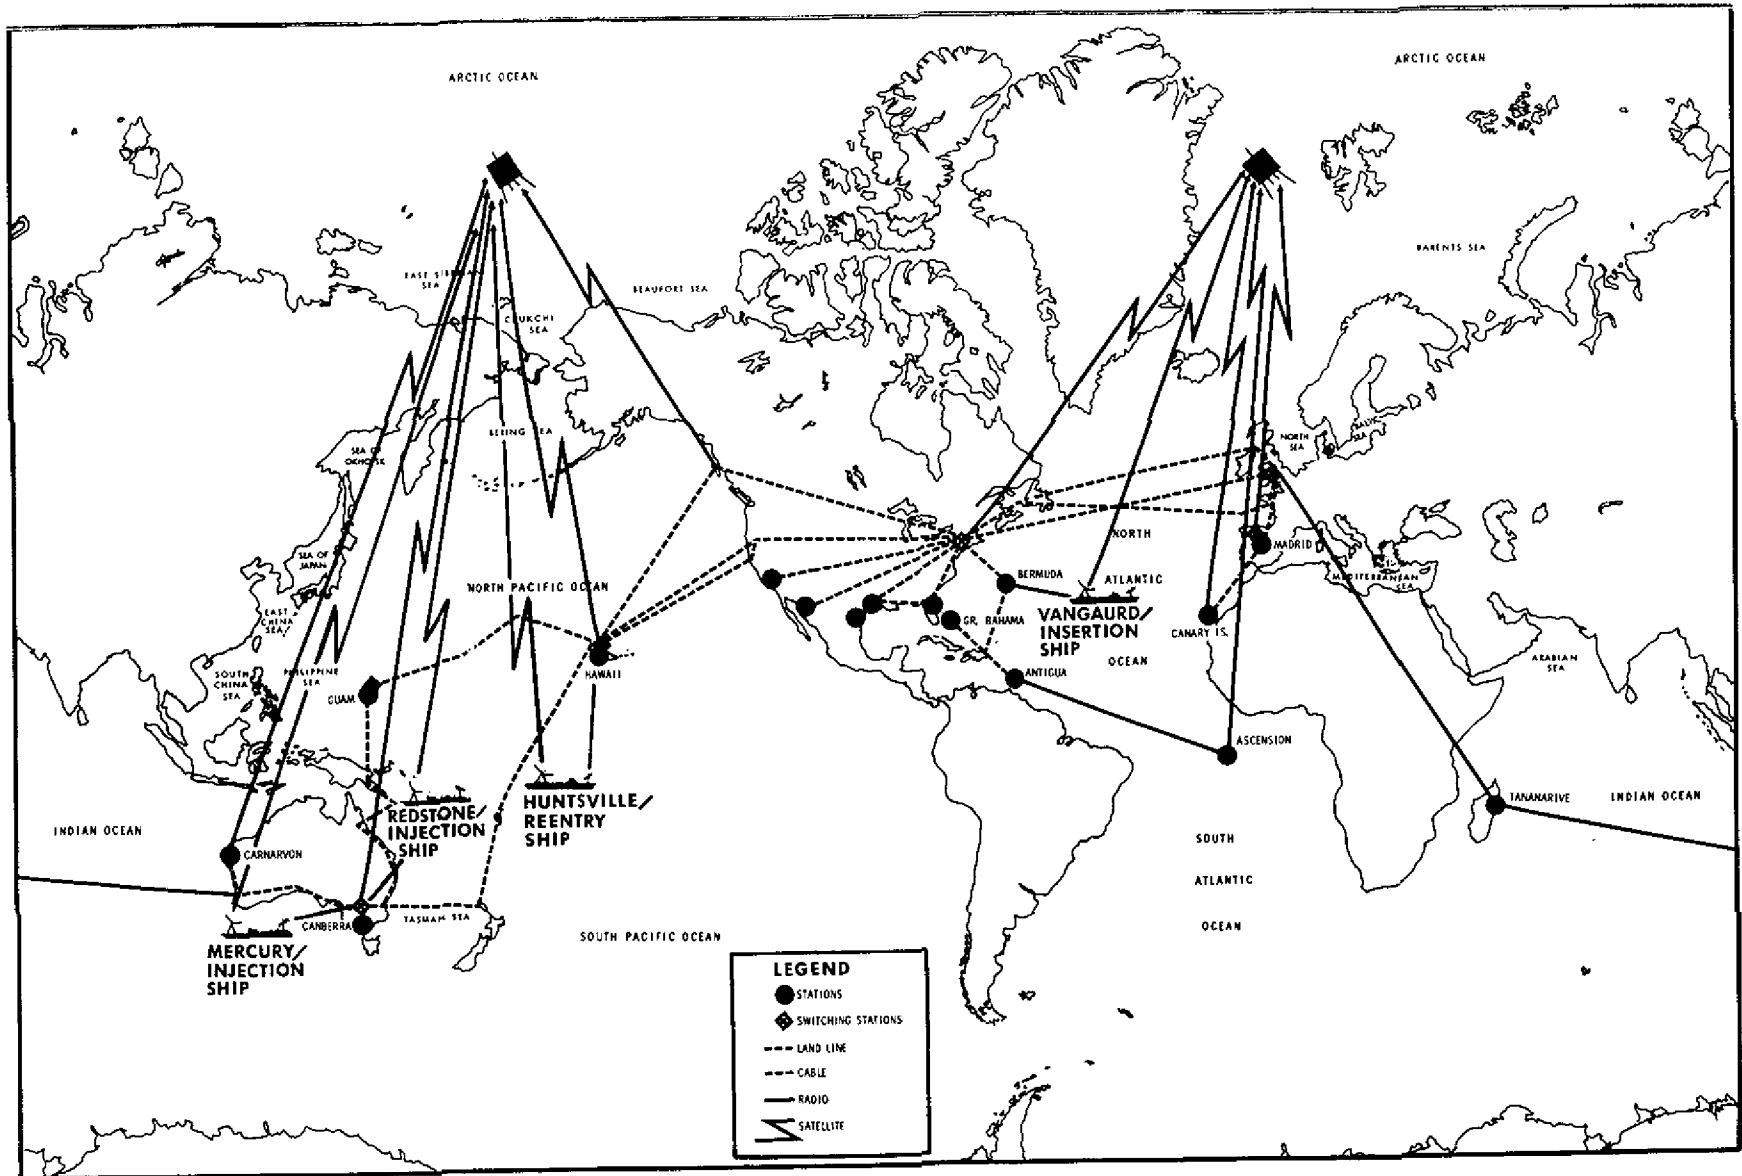 ARCTIC OCEAN
ARCTIC OCEAN
BARENTS SEA
EAST SIBERIAN
SEA
BEAUFORT SEA
CHUKCHI
SEA
BERING SEA
SEA OF
OKHOTSK
NORTH
SEA
BALTIC
SEA
SEA OF
JAPAN
NORTH
ATLANTIC
OCEAN
MADRID
MEDITERRANEAN
SEA
BERMUDA
NORTH PACIFIC OCEAN
EAST
CHINA
SEA
VANGAURD/
INSERTION
SHIP
GR. BAHAMA
CANARY IS.
ARABIAN
SEA
SOUTH
CHINA
SEA
PHILIPPINE
SEA
GUAM
HAWAII
ANTIGUA
ASCENSION
TANANARIVE
INDIAN OCEAN
REDSTONE/
INJECTION
SHIP
HUNTSVILLE/
REENTRY
SHIP
INDIAN OCEAN
CARNARVON
SOUTH
ATLANTIC
OCEAN
CANBERRA
TASMAN SEA
SOUTH PACIFIC OCEAN
MERCURY/
INJECTION
SHIP
LEGEND
STATIONS
SWITCHING STATIONS
LAND LINE
CABLE
RADIO
SATELLITE